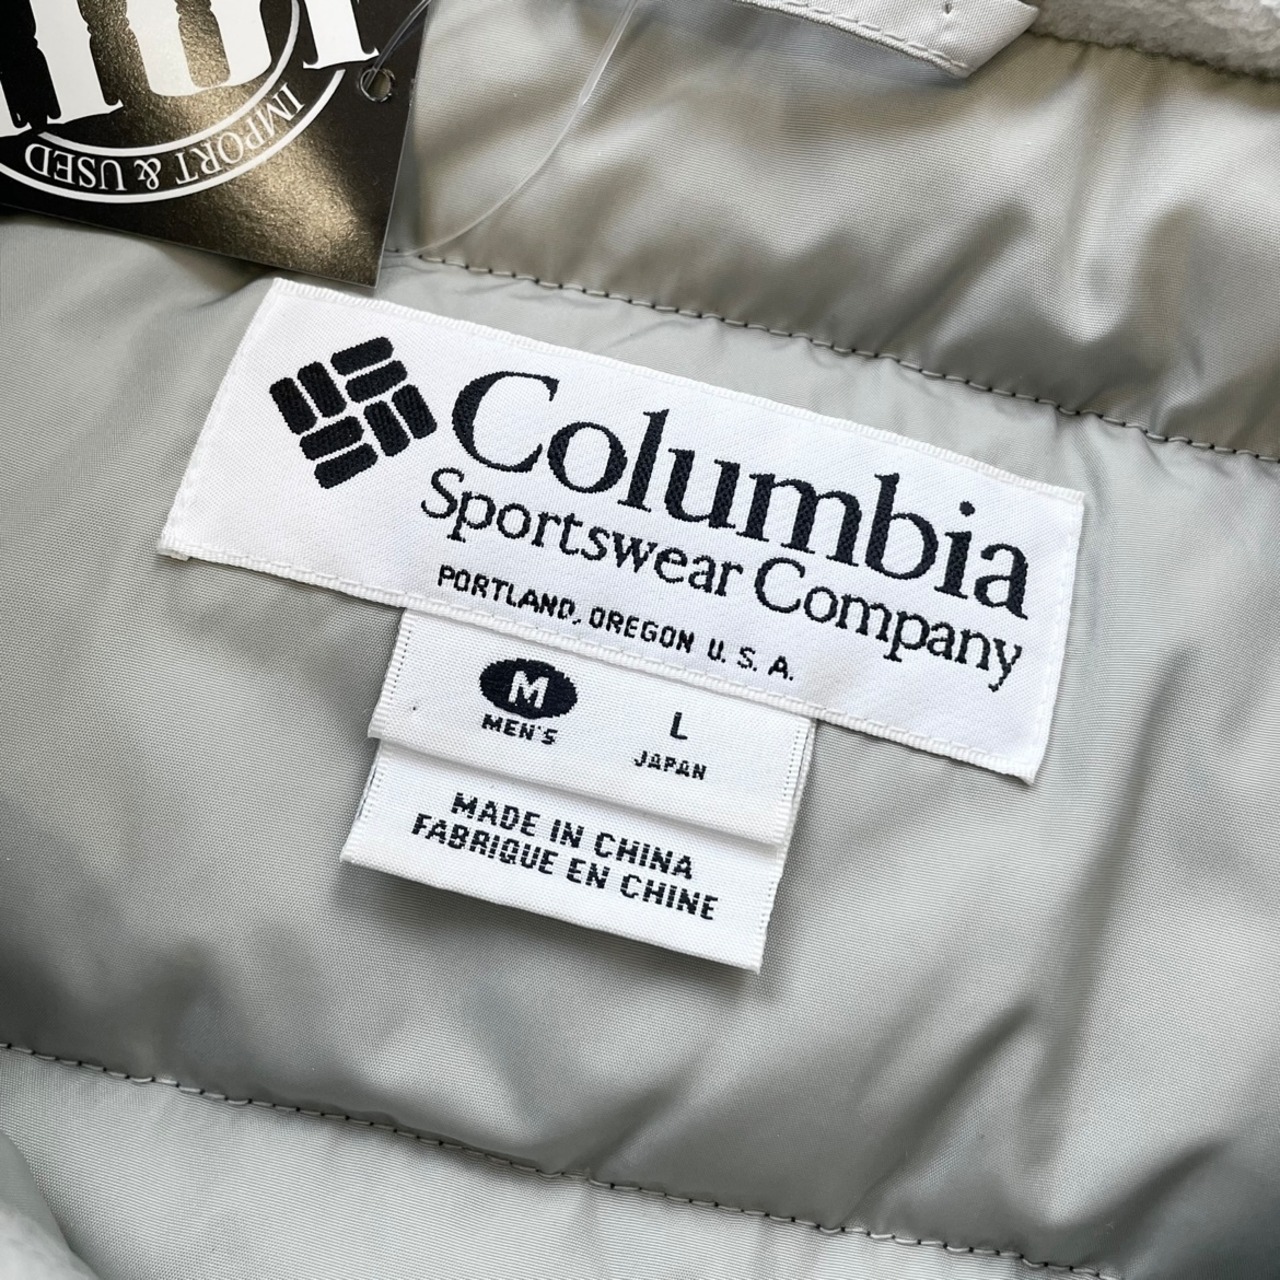 IMPORT & USED
Columbia
Sportswear Company
PORTLAND, OREGON U.S.A.
M
MEN'S
L
JAPAN
MADE IN CHINA
FABRIQUE EN CHINE